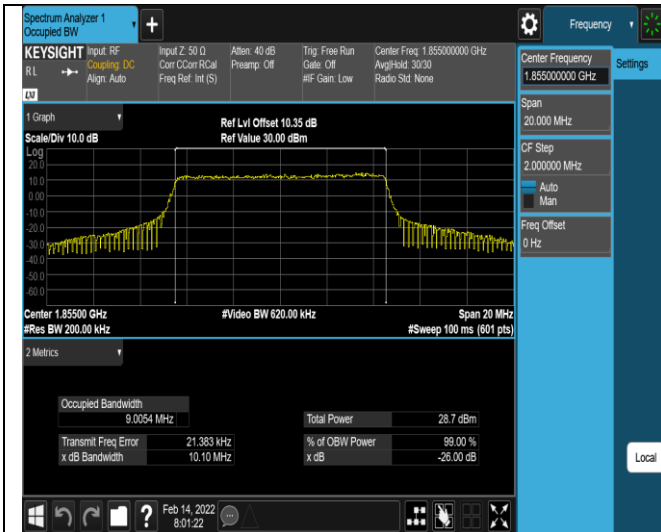 Spectrum Analyzer 1
Occupied BW
+
Frequency
KEYSIGHT
R L
LXI
Input: RF
Coupling: DC
Align: Auto
Input Z: 50 Ω
Corr CCorr RCal
Freq Ref: Int (S)
Atten: 40 dB
Preamp: Off
Trig: Free Run
Gate: Off
#IF Gain: Low
Center Freq: 1.855000000 GHz
Avg|Hold: 30/30
Radio Std: None
Center Frequency
1.855000000 GHz
Settings
Span
20.000 MHz
CF Step
2.000000 MHz
Auto
Man
Freq Offset
0 Hz
1 Graph
Scale/Div 10.0 dB
Ref Lvl Offset 10.35 dB
Ref Value 30.00 dBm
Log
20.0
10.0
0.00
-10.0
-20.0
-30.0
-40.0
-50.0
-60.0
Center 1.85500 GHz
#Res BW 200.00 kHz
#Video BW 620.00 kHz
Span 20 MHz
#Sweep 100 ms (601 pts)
2 Metrics
Occupied Bandwidth
9.0054 MHz
Total Power 28.7 dBm
Transmit Freq Error 21.383 kHz
% of OBW Power 99.00 %
x dB Bandwidth 10.10 MHz
x dB -26.00 dB
Local
?
Feb 14, 2022
8:01:22